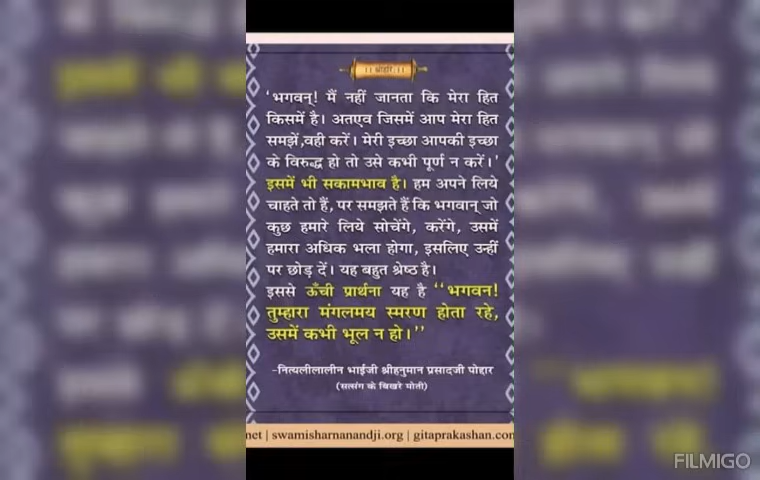 ।। श्रीहरि: ।।
'भगवन्! मैं नहीं जानता कि मेरा हित
किसमें है। अतएव जिसमें आप मेरा हित
समझें,वही करें। मेरी इच्छा आपकी इच्छा
के विरुद्ध हो तो उसे कभी पूर्ण न करें।'
इसमें भी सकामभाव है। हम अपने लिये
चाहते तो हैं, पर समझते हैं कि भगवान् जो
कुछ हमारे लिये सोचेंगे, करेंगे, उसमें
हमारा अधिक भला होगा, इसलिए उन्हीं
पर छोड़ दें। यह बहुत श्रेष्ठ है।
इससे ऊँची प्रार्थना यह है ‘‘भगवन!
तुम्हारा मंगलमय स्मरण होता रहे,
उसमें कभी भूल न हो।’’
-नित्यलीलालीन भाईजी श्रीहनुमान प्रसादजी पोद्दार
(सत्संग के बिखरे मोती)
net | swamisharnanandji.org | gitaprakashan.com
FILMIGO